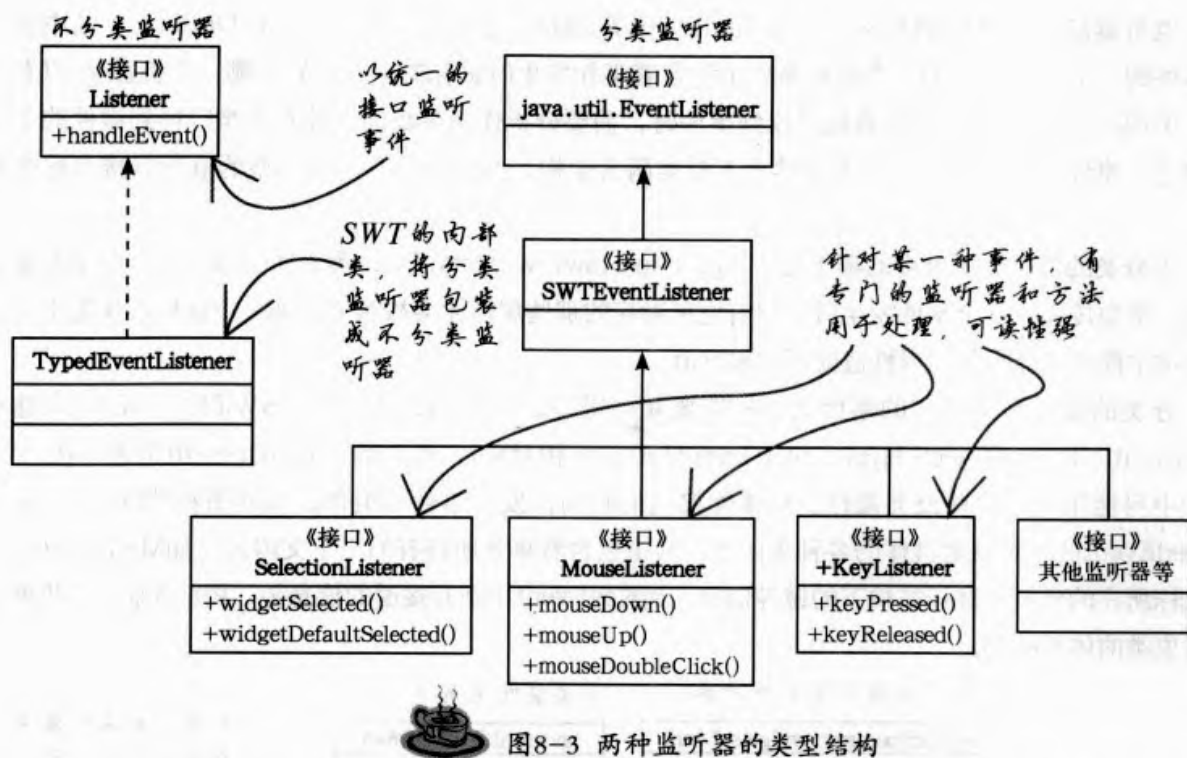 不分类监听器
《接口》
Listener
+handleEvent()
以统一的
接口监听
事件
分类监听器
《接口》
java.util.EventListener
SWT的内部
类,将分类
监听器包装
成不分类监
听器
《接口》
SWTEventListener
针对某一种事件,有
专门的监听器和方法
用于处理,可读性强
TypedEventListener
《接口》
SelectionListener
+widgetSelected()
+widgetDefaultSelected()
《接口》
MouseListener
+mouseDown()
+mouseUp()
+mouseDoubleClick()
《接口》
+KeyListener
+keyPressed()
+keyReleased()
《接口》
其他监听器等
图8-3 两种监听器的类型结构